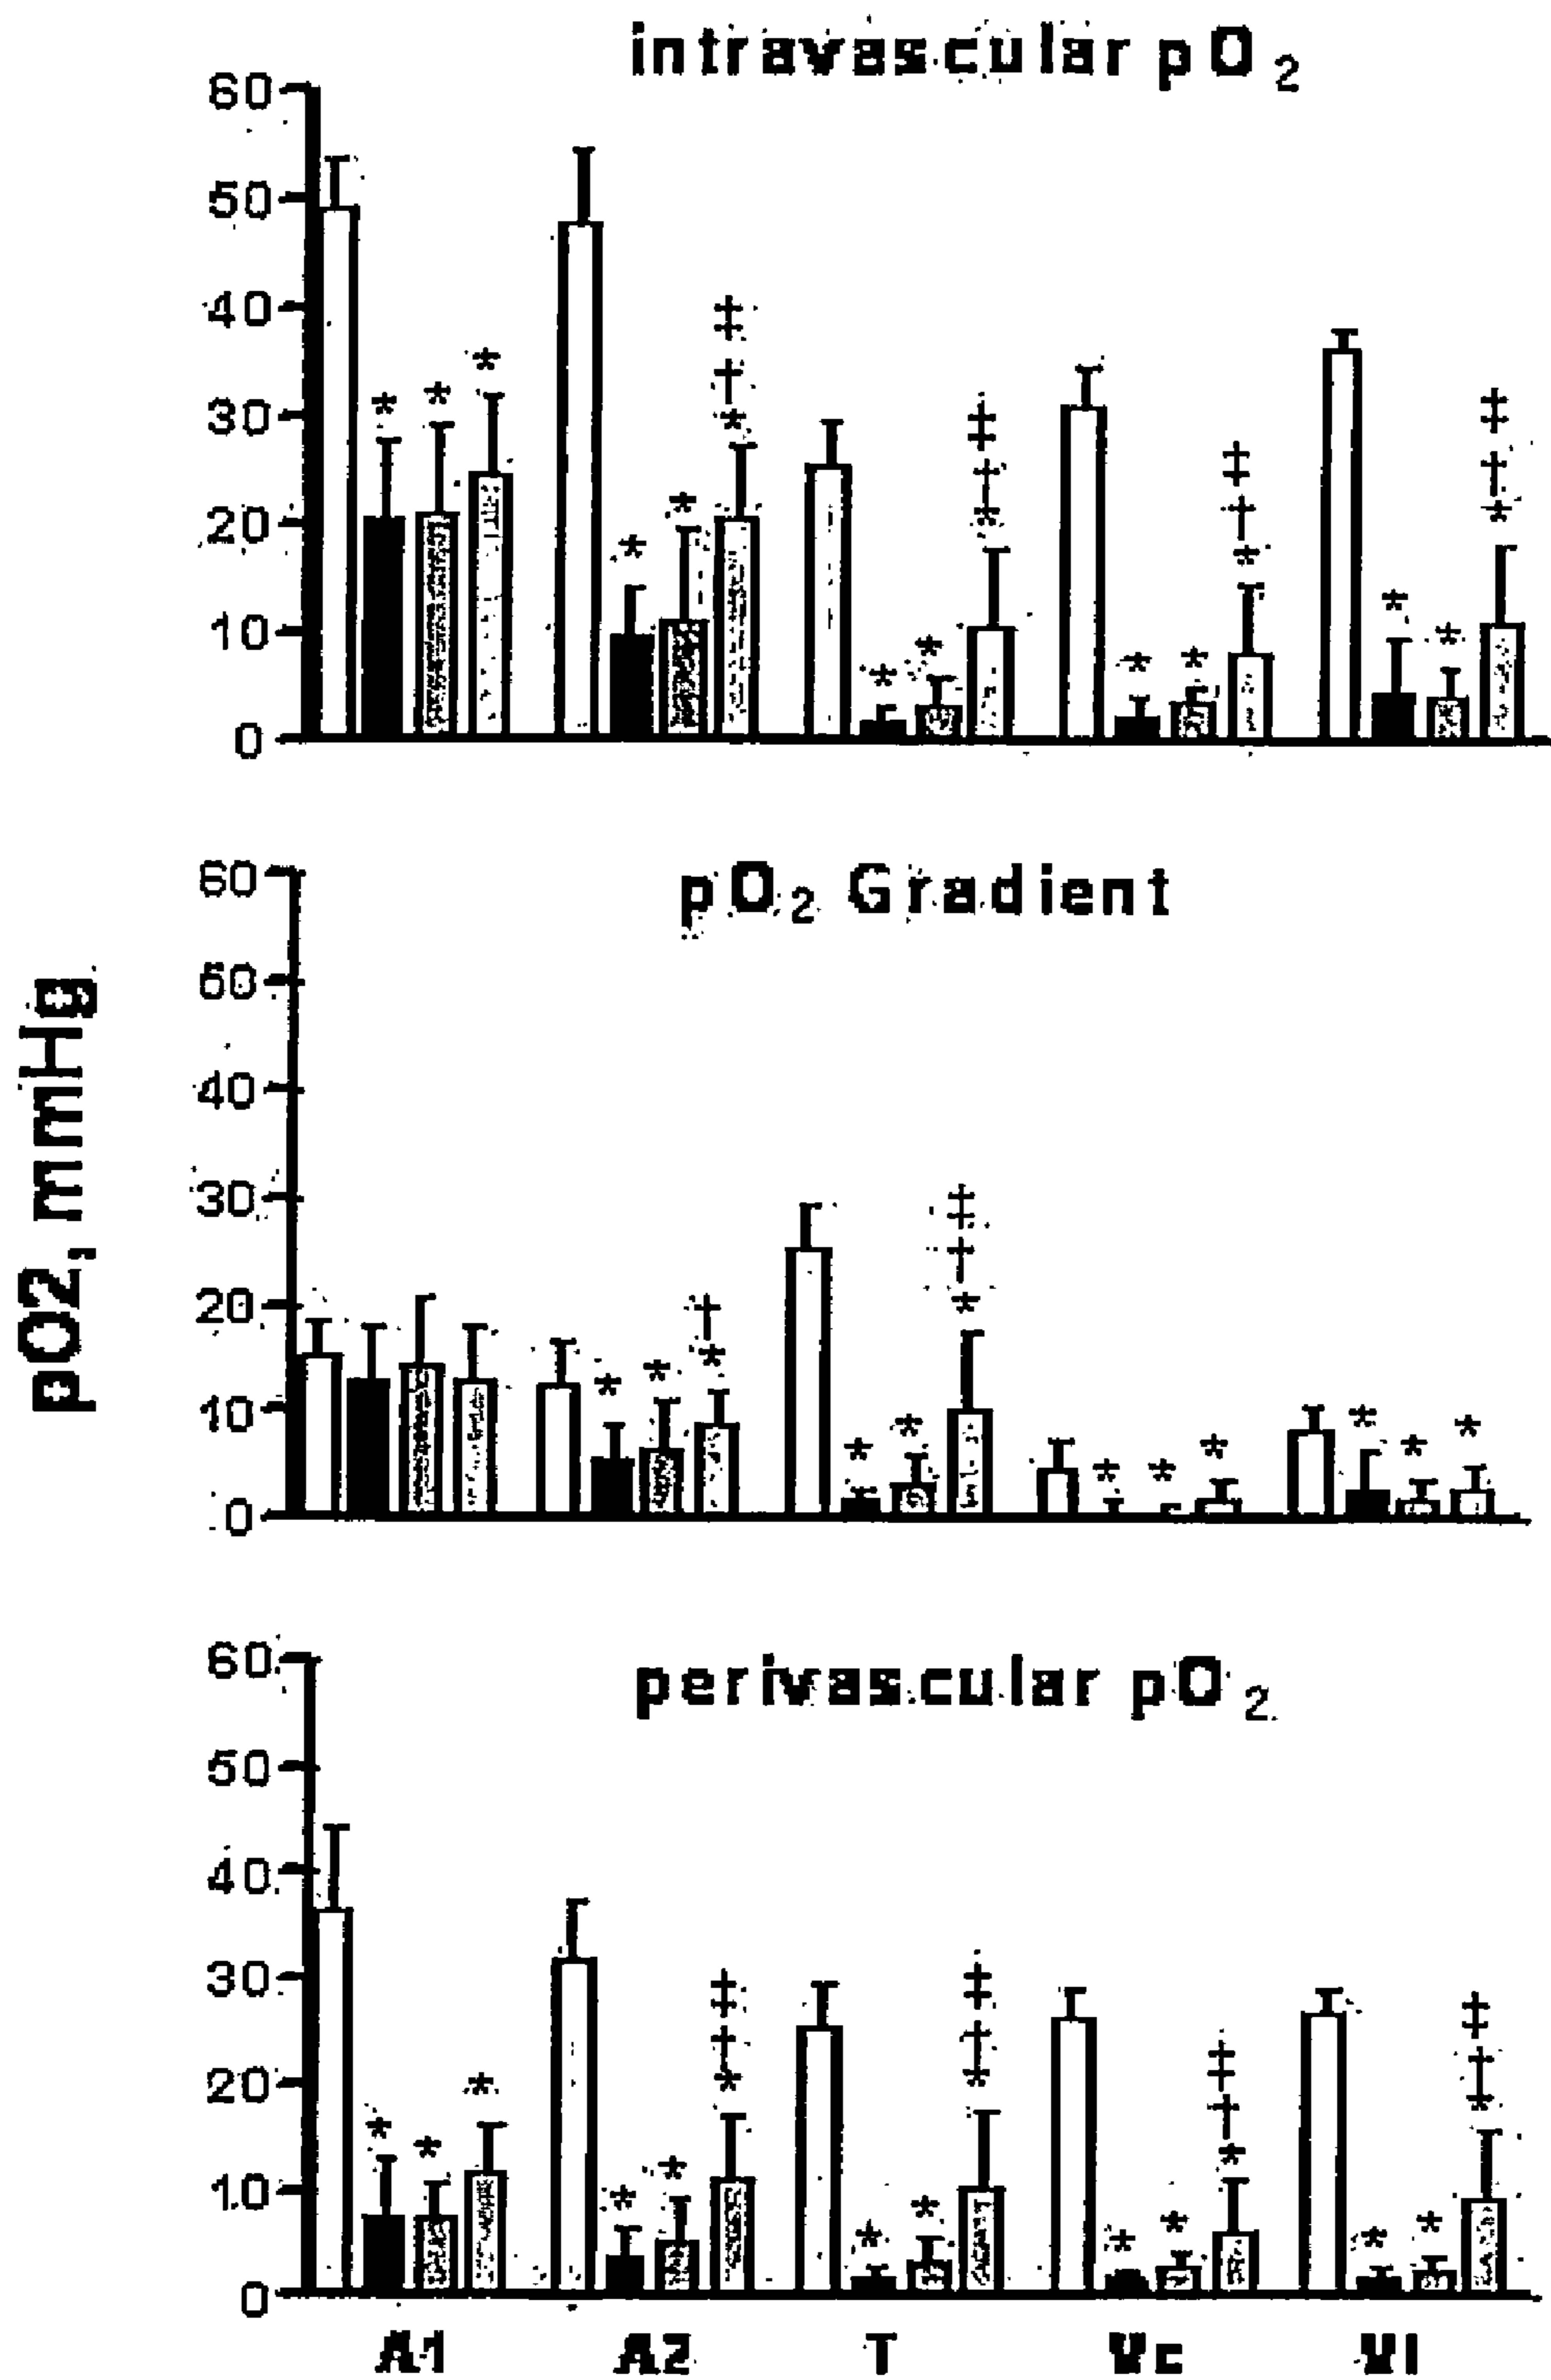 intravascular pO2
60
50
40
30
20
10
0
* * *
* * * † ‡
* * * † ‡
* * * † ‡
* * * † ‡
pO2 Gradient
60
50
40
30
20
10
0
* * * †
* * * † ‡
* * *
* * *
pO2, mmHg
perivascular pO2
60
50
40
30
20
10
0
* * *
* * * † ‡
* * * † ‡
* * * † ‡
* * * † ‡
A1 A2 T Vc Vl